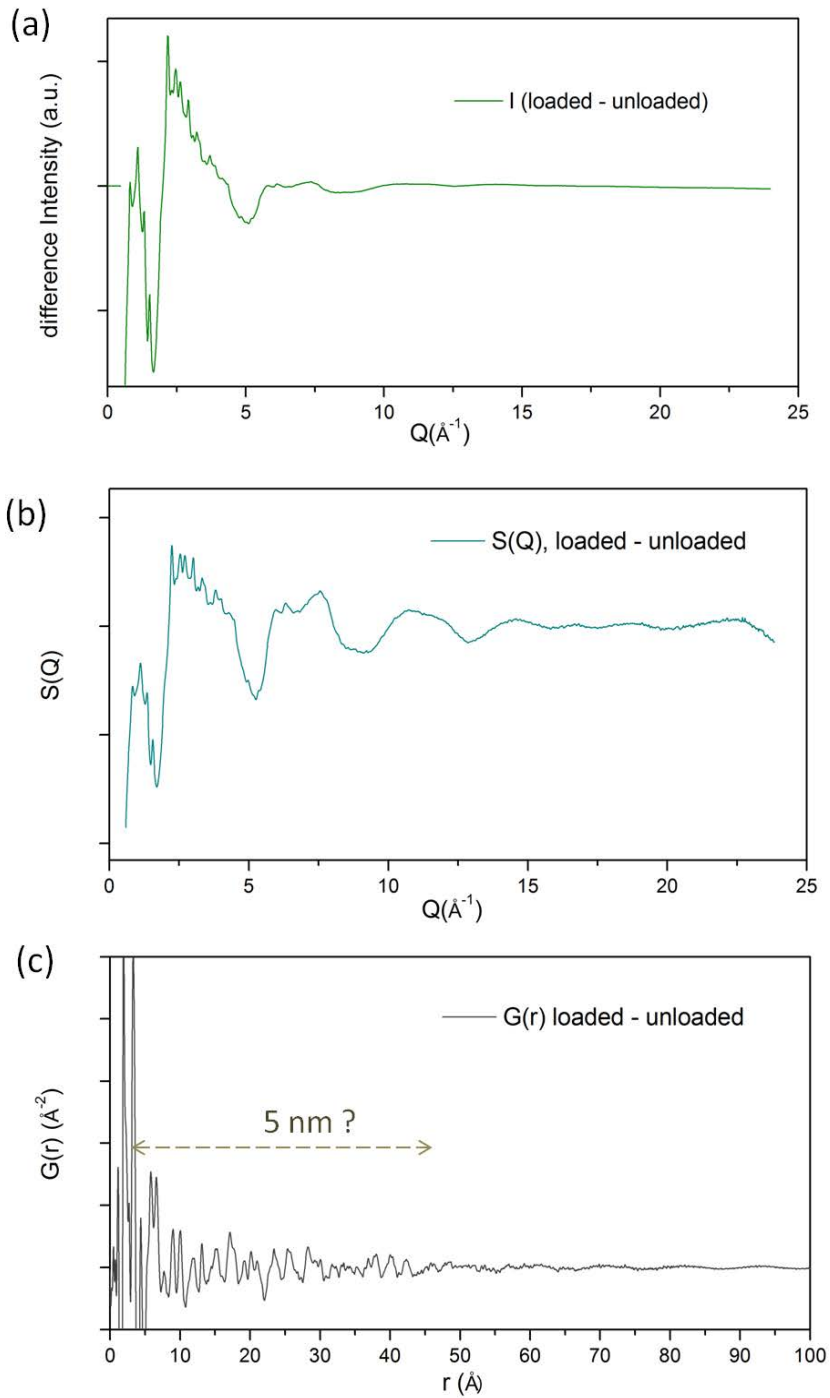 (a)
difference Intensity (a.u.)
I (loaded - unloaded)
0 5 10 15 20 25
Q(Å⁻¹)
(b)
S(Q)
S(Q), loaded - unloaded
0 5 10 15 20 25
Q(Å⁻¹)
(c)
G(r) (Å⁻²)
G(r) loaded - unloaded
5 nm ?
0 5 10 20 30 40 50 60 70 80 90 100
r (Å)